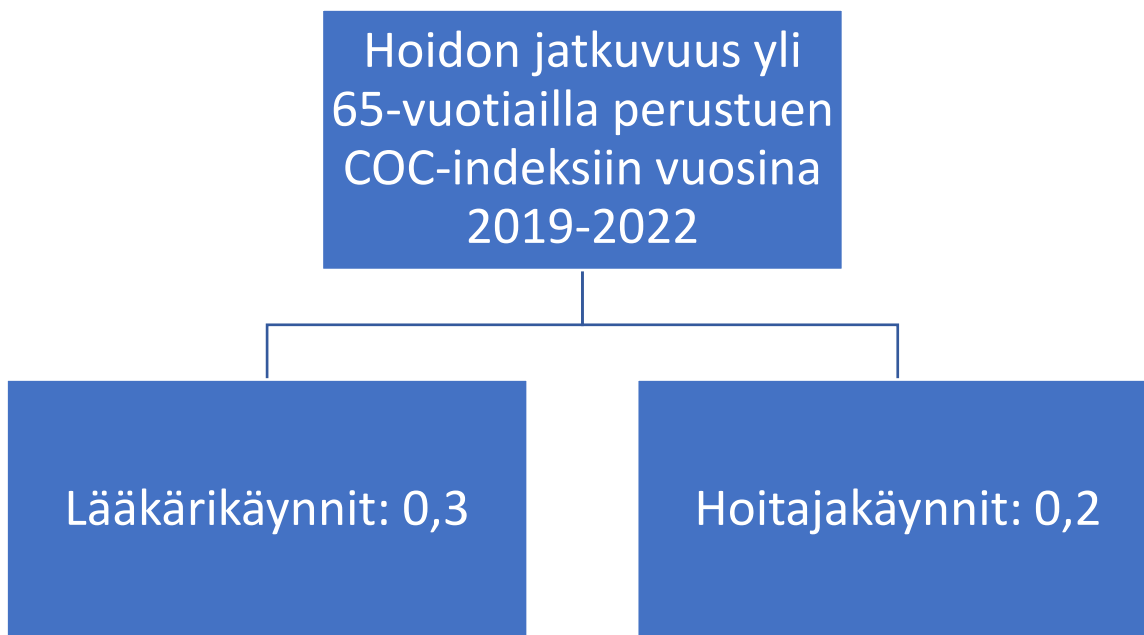 Hoidon jatkuvuus yli
65-vuotiailla perustuen
COC-indeksiin vuosina
2019-2022
Lääkärikäynnit: 0,3
Hoitajakäynnit: 0,2